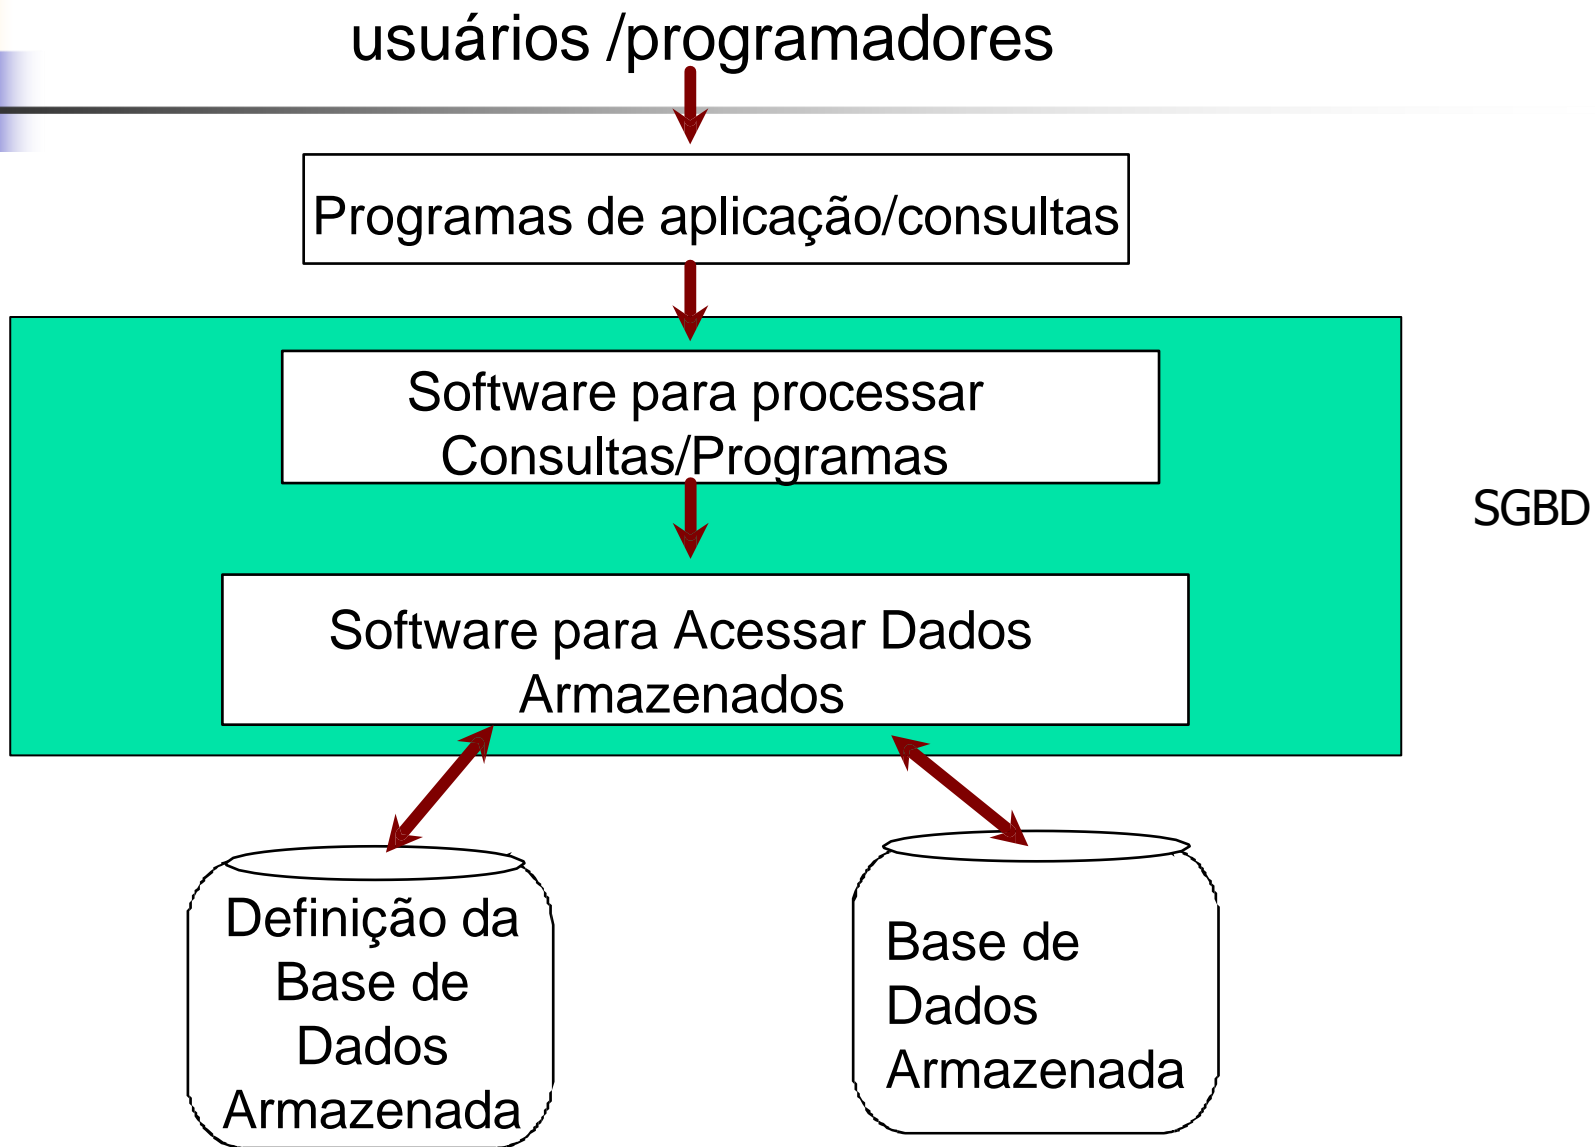 usuários /programadores
Programas de aplicação/consultas
Software para processar
Consultas/Programas
SGBD
Software para Acessar Dados
Armazenados
Definição da
Base de
Dados
Armazenada
Base de
Dados
Armazenada